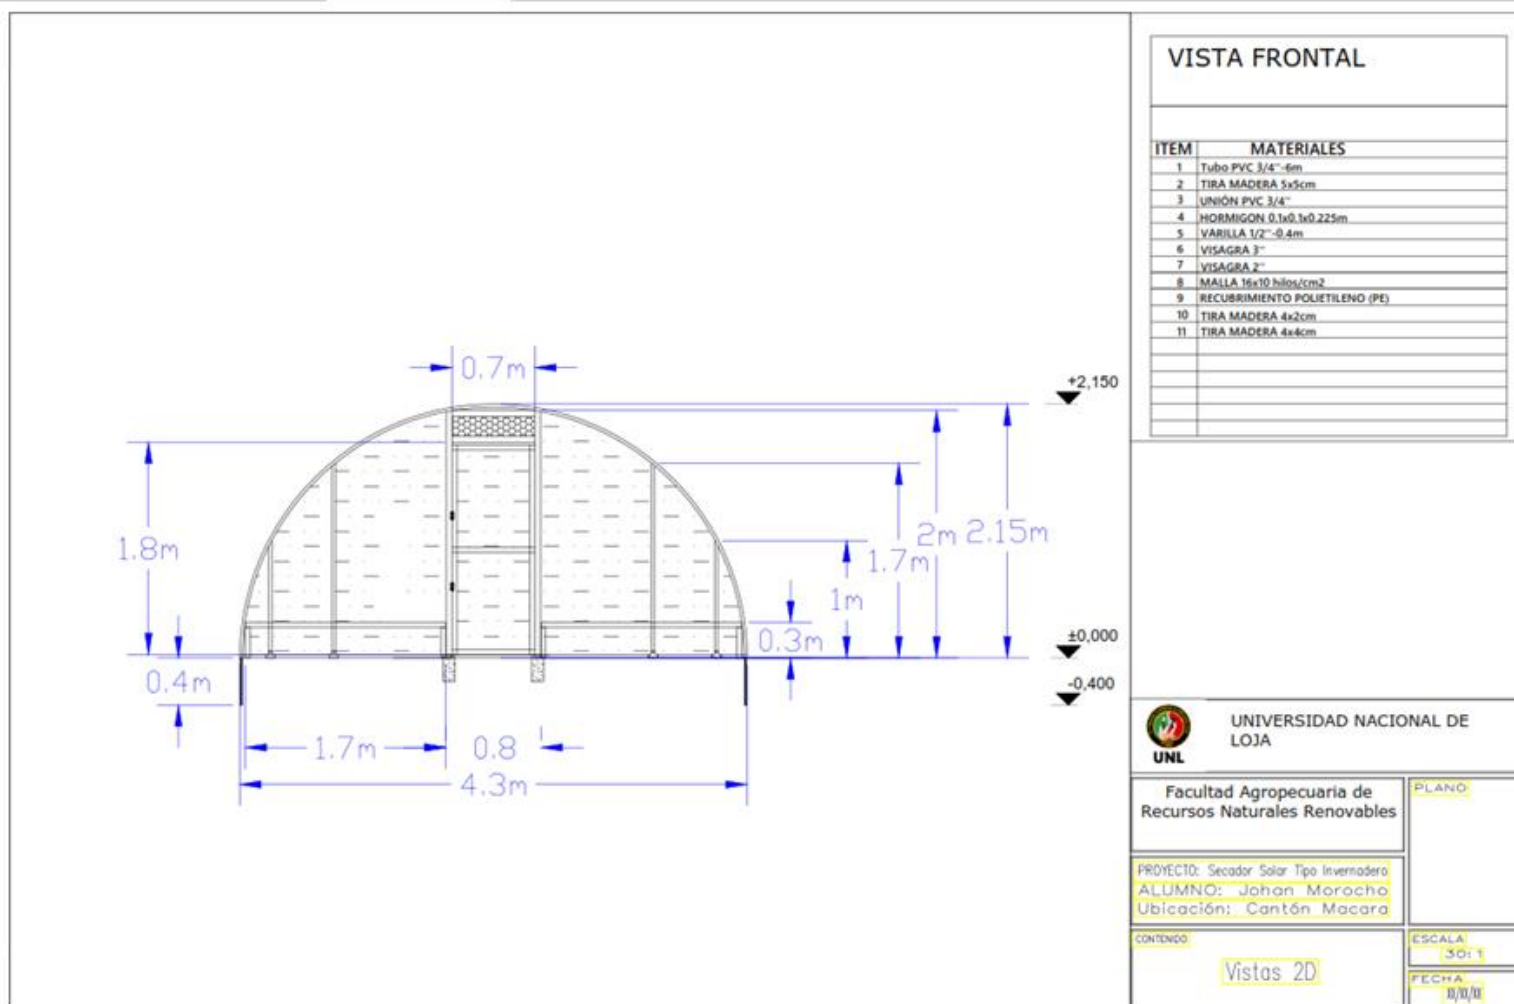 VISTA FRONTAL
ITEM MATERIALES
1 Tubo PVC 3/4''-6m
2 TIRA MADERA 5x5cm
3 UNIÓN PVC 3/4''
4 HORMIGON 0.1x0.1x0.225m
5 VARILLA 1/2''-0.4m
6 VISAGRA 3''
7 VISAGRA 2''
8 MALLA 16x10 hilos/cm2
9 RECUBRIMIENTO POLIETILENO (PE)
10 TIRA MADERA 4x2cm
11 TIRA MADERA 4x4cm
0.7m
+2,150
1.8m
2m 2.15m
1.7m
1m
0.3m
±0,000
0.4m
-0,400
1.7m 0.8
4.3m
UNL
UNIVERSIDAD NACIONAL DE
LOJA
Facultad Agropecuaria de
Recursos Naturales Renovables
PLANO
PROYECTO: Secador Solar Tipo Invernadero
ALUMNO: Johan Morocho
Ubicación: Cantón Macara
CONTENIDO
Vistas 2D
ESCALA
30:1
FECHA